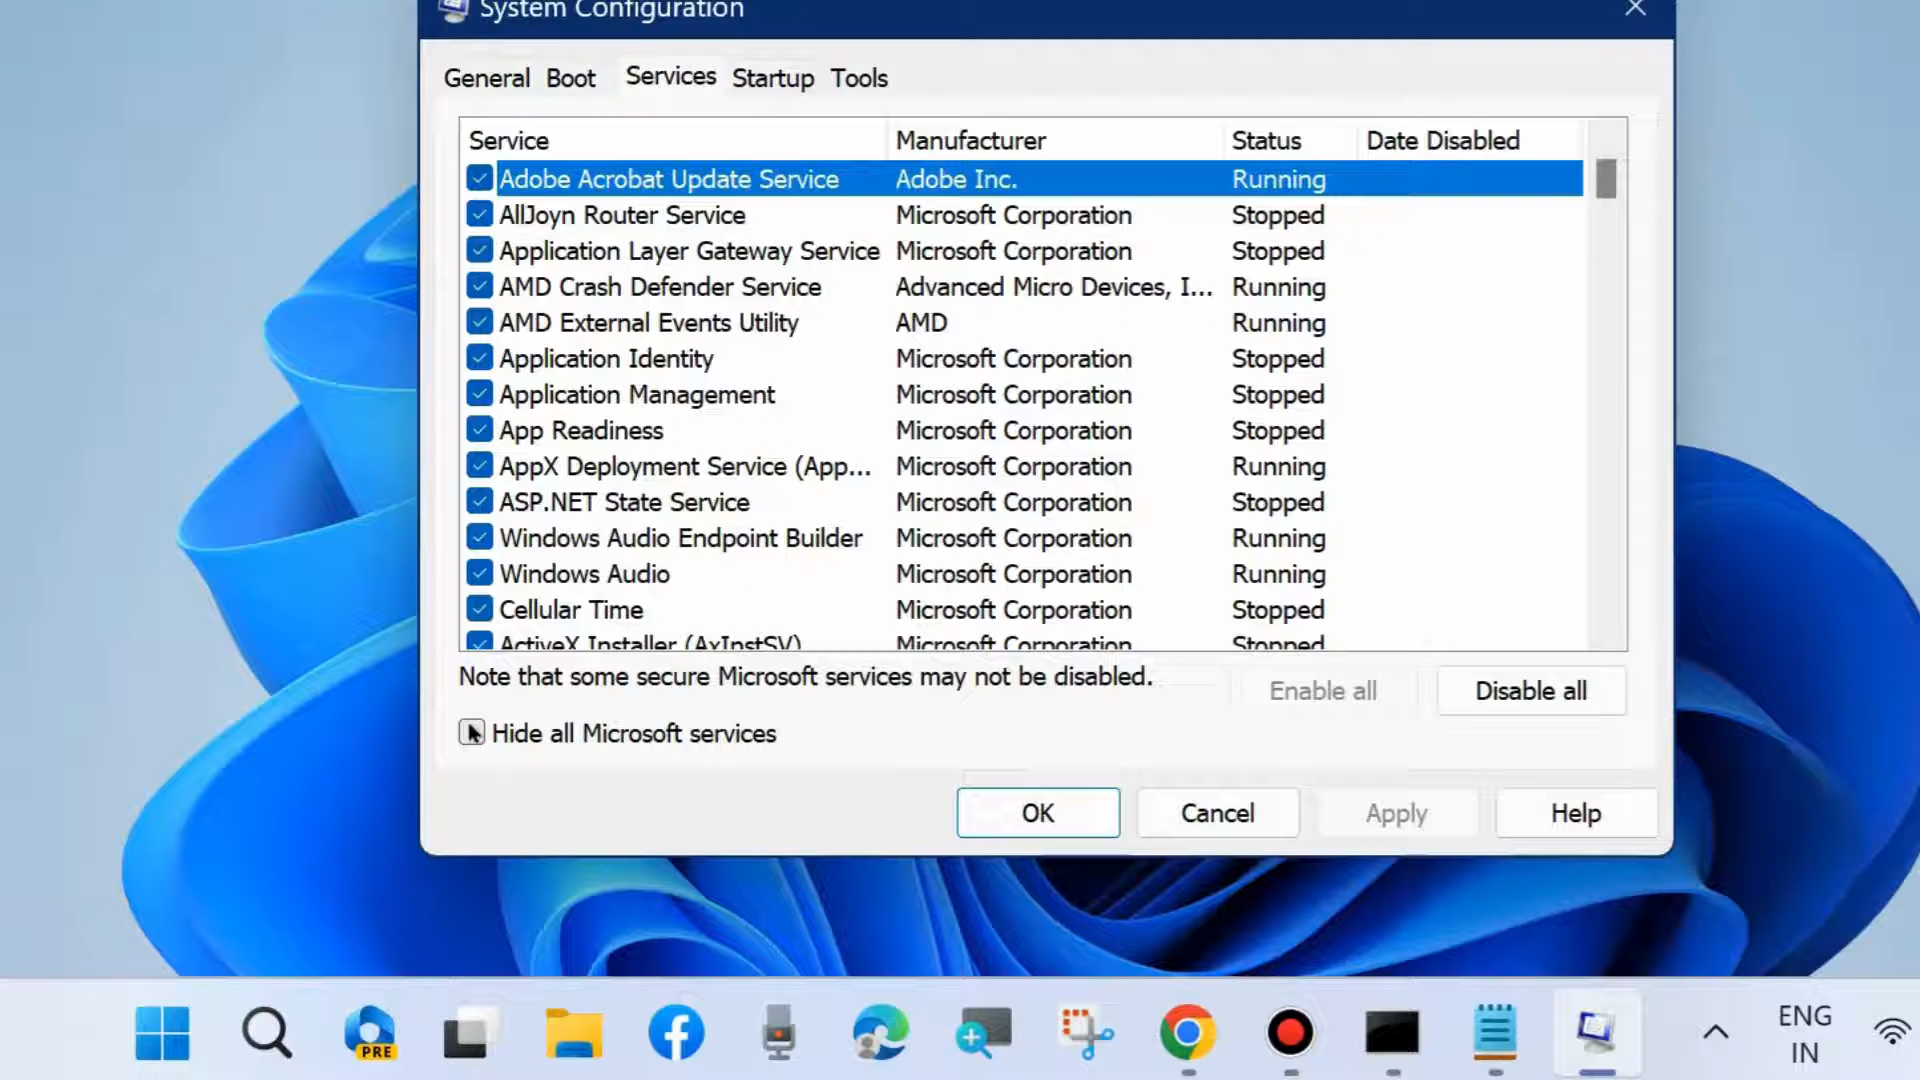 System Configuration
General Boot Services Startup Tools
Service Manufacturer Status Date Disabled
Adobe Acrobat Update Service Adobe Inc. Running
AllJoyn Router Service Microsoft Corporation Stopped
Application Layer Gateway Service Microsoft Corporation Stopped
AMD Crash Defender Service Advanced Micro Devices, I... Running
AMD External Events Utility AMD Running
Application Identity Microsoft Corporation Stopped
Application Management Microsoft Corporation Stopped
App Readiness Microsoft Corporation Stopped
AppX Deployment Service (App... Microsoft Corporation Running
ASP.NET State Service Microsoft Corporation Stopped
Windows Audio Endpoint Builder Microsoft Corporation Running
Windows Audio Microsoft Corporation Running
Cellular Time Microsoft Corporation Stopped
ActiveX Installer (AxInstSV) Microsoft Corporation Stopped
Note that some secure Microsoft services may not be disabled.
Enable all Disable all
Hide all Microsoft services
OK Cancel Apply Help
PRE
ENG
IN